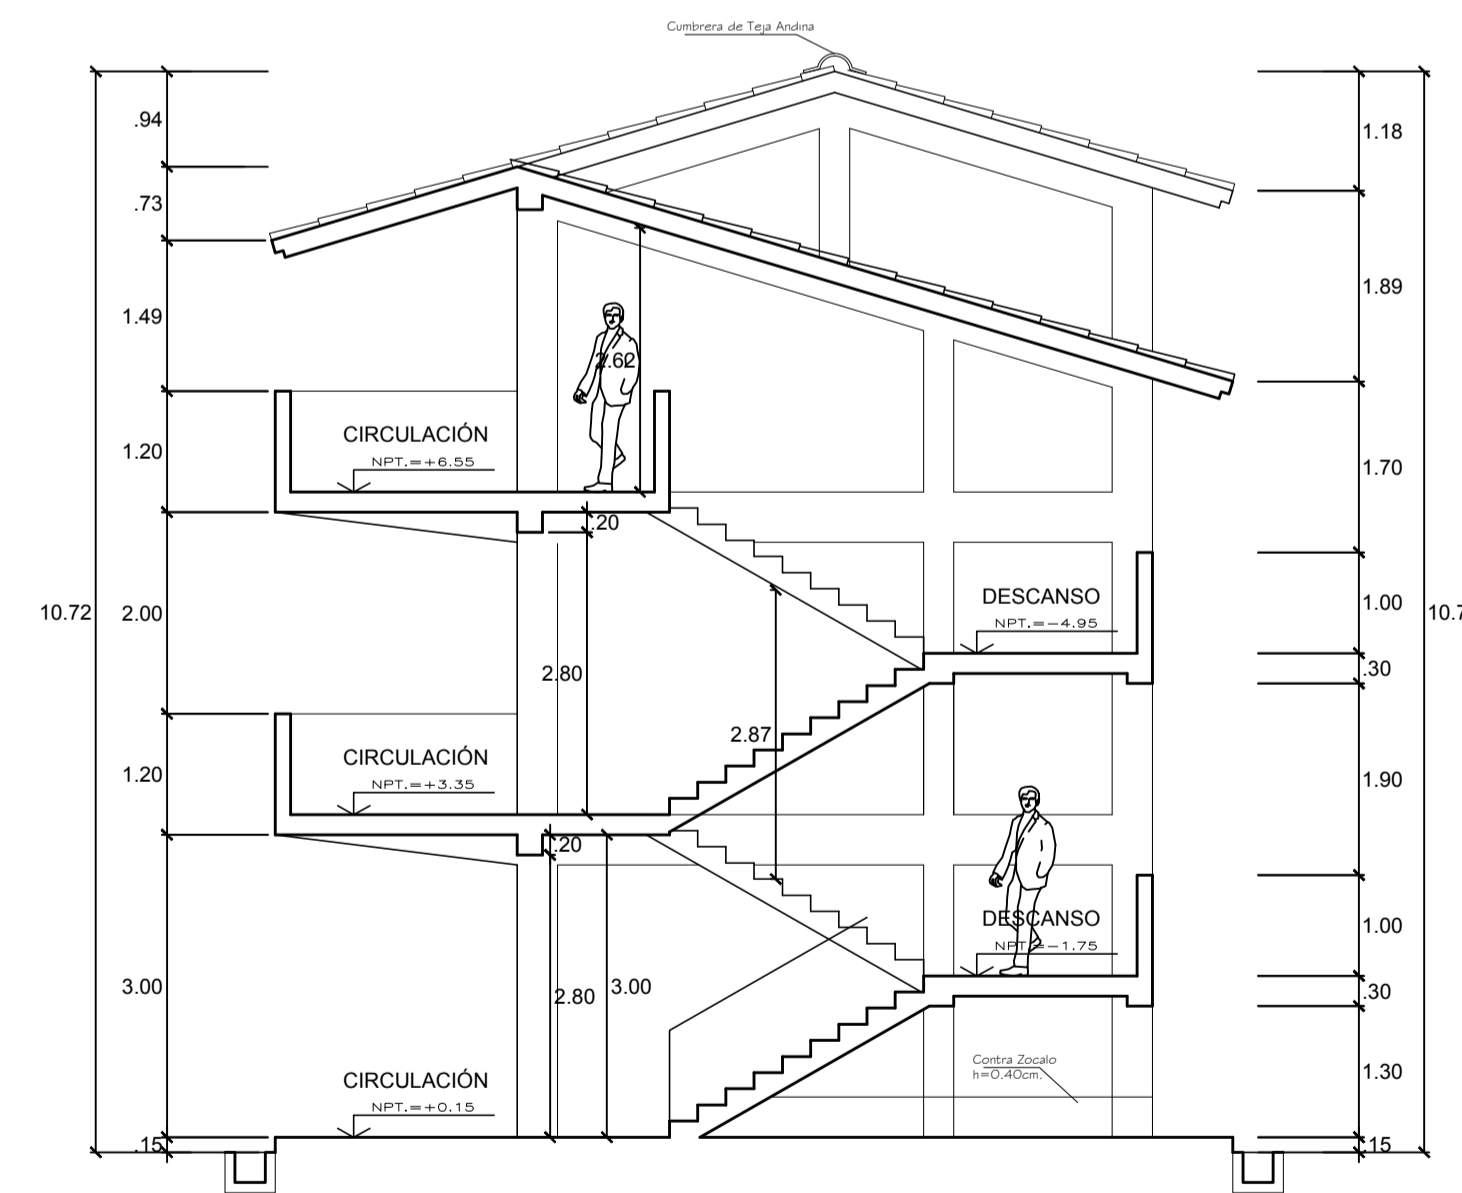 Cumbrera de Teja Andina
.94
1.18
.73
1.49
1.89
2.62
CIRCULACIÓN
NPT.=+6.55
1.20
1.70
.20
DESCANSO
NPT.=-4.95
1.00
10.72
2.00
10.7
.30
2.80
2.87
CIRCULACIÓN
NPT.=+3.35
1.20
1.90
.20
DESCANSO
NPT.=-1.75
1.00
3.00
2.80
3.00
.30
Contra Zocalo
h=0.40cm.
1.30
CIRCULACIÓN
NPT.=+0.15
.15
.15